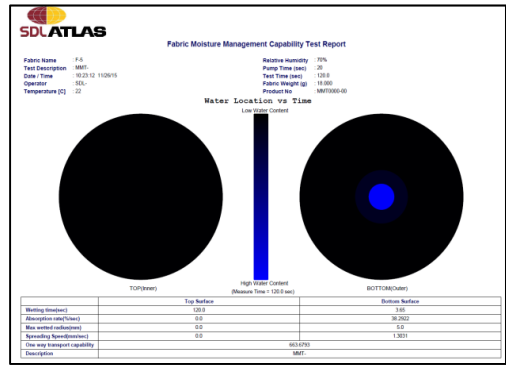 SDLATLAS
Fabric Moisture Management Capability Test Report
Fabric Name : F-5
Test Description : MMT-
Date / Time : 10:23:12 11/26/15
Operator : SDL-
Temperature [C] : 22
Relative Humidity : 70%
Pump Time (sec) : 20
Test Time (sec) : 120.0
Fabric Weight (g) : 10.000
Product No : MMT0000-00
Water Location vs Time
Low Water Content
High Water Content
(Measure Time = 120.0 sec)
TOP(Inner)
BOTTOM(Outer)
Top Surface Bottom Surface
Wetting time(sec) 120.0 3.65
Absorption rate(%/sec) 0.0 38.2922
Max wetted radius(mm) 0.0 5.0
Spreading Speed(mm/sec) 0.0 1.3031
One way transport capability 663.6793
Description MMT-